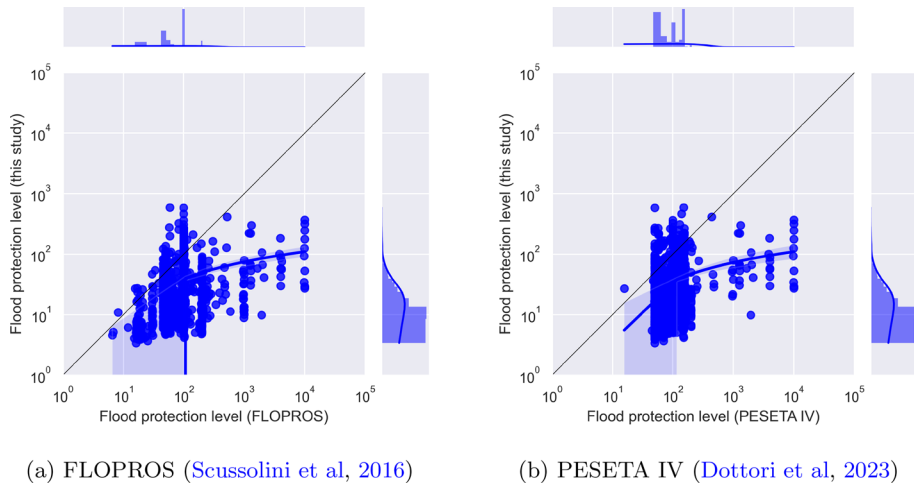 Flood protection level (this study)
10^5
10^4
10^3
10^2
10^1
10^0
10^0 10^1 10^2 10^3 10^4 10^5
Flood protection level (FLOPROS)
(a) FLOPROS (Scussolini et al, 2016)
Flood protection level (this study)
10^5
10^4
10^3
10^2
10^1
10^0
10^0 10^1 10^2 10^3 10^4 10^5
Flood protection level (PESETA IV)
(b) PESETA IV (Dottori et al, 2023)